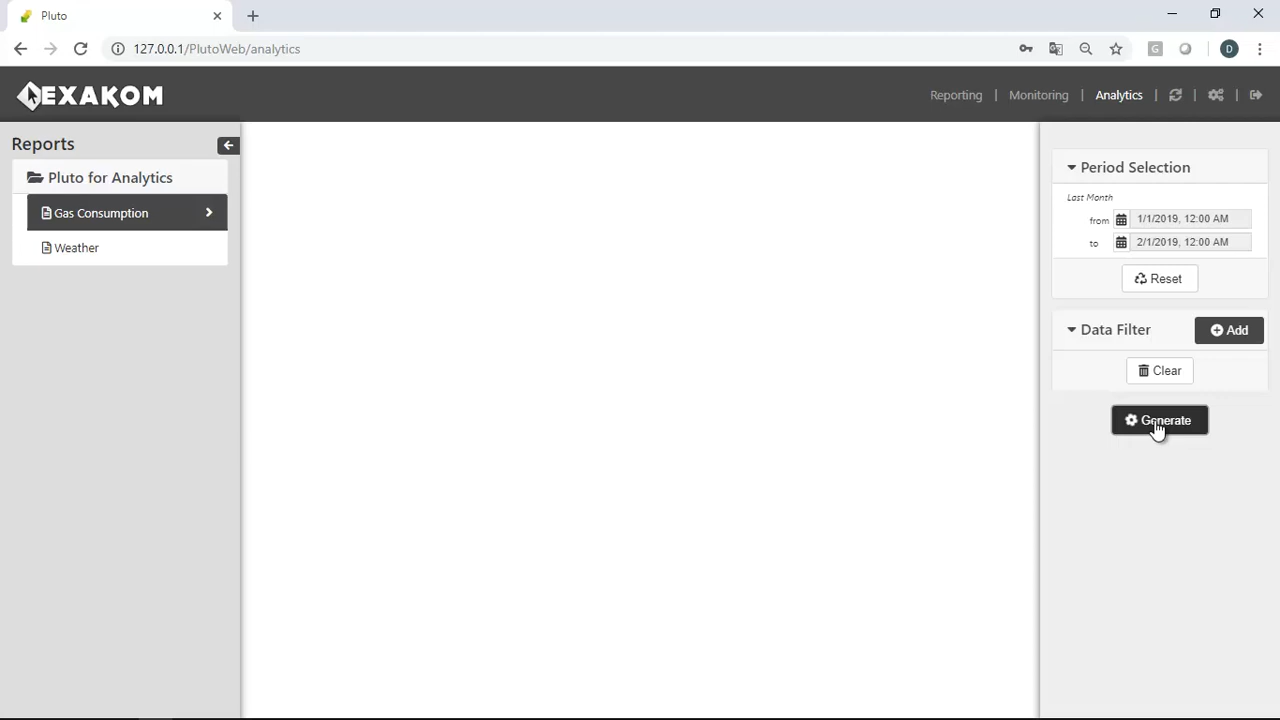 Pluto
127.0.0.1/PlutoWeb/analytics
G
D
EXAKOM
Reporting | Monitoring | Analytics | | |
Reports
Pluto for Analytics
Gas Consumption
Weather
Period Selection
Last Month
from 1/1/2019, 12:00 AM
to 2/1/2019, 12:00 AM
Reset
Data Filter Add
Clear
Generate